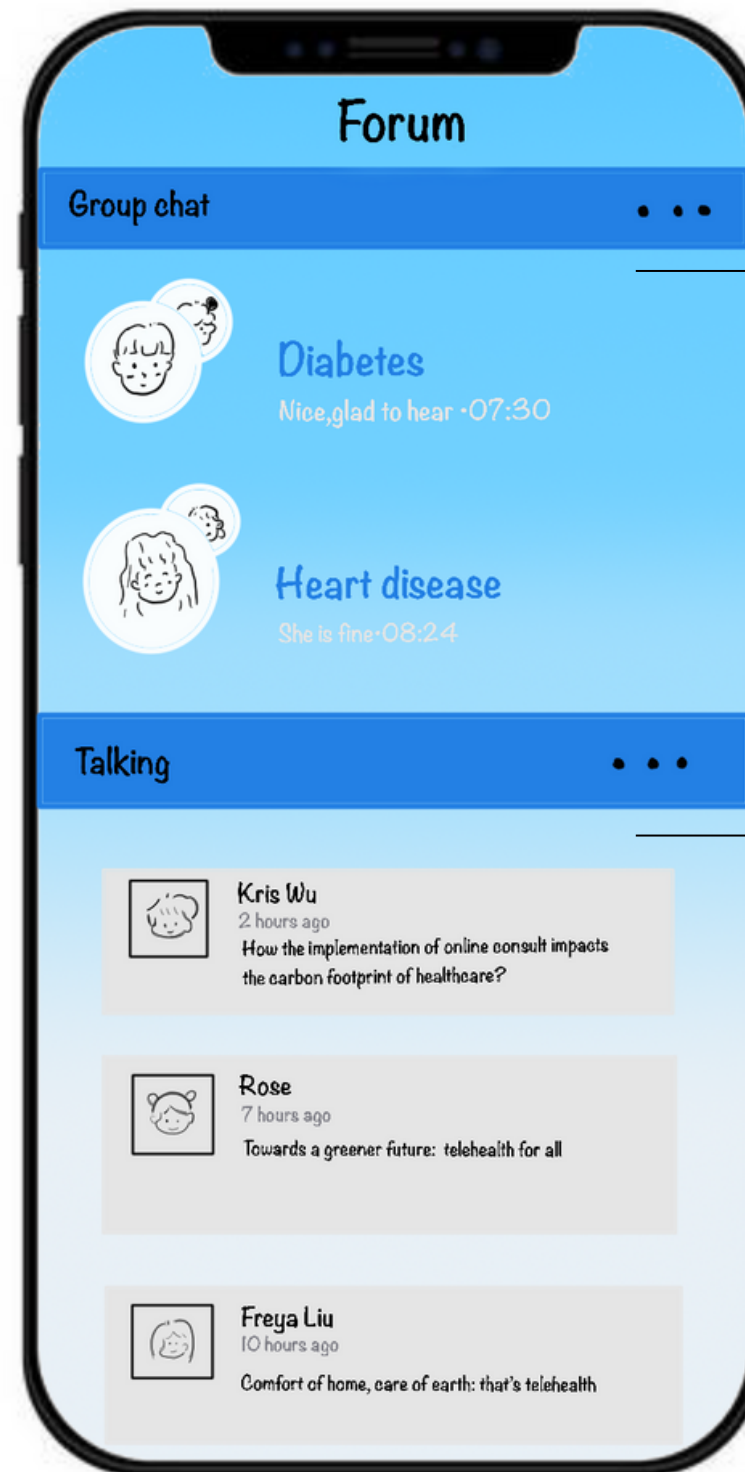 Forum
Group chat
Diabetes
Nice,glad to hear ·07:30
Heart disease
She is fine·08:24
Talking
Kris Wu
2 hours ago
How the implementation of online consult impacts
the carbon footprint of healthcare?
Rose
7 hours ago
Towards a greener future: telehealth for all
Freya Liu
10 hours ago
Comfort of home, care of earth: that's telehealth